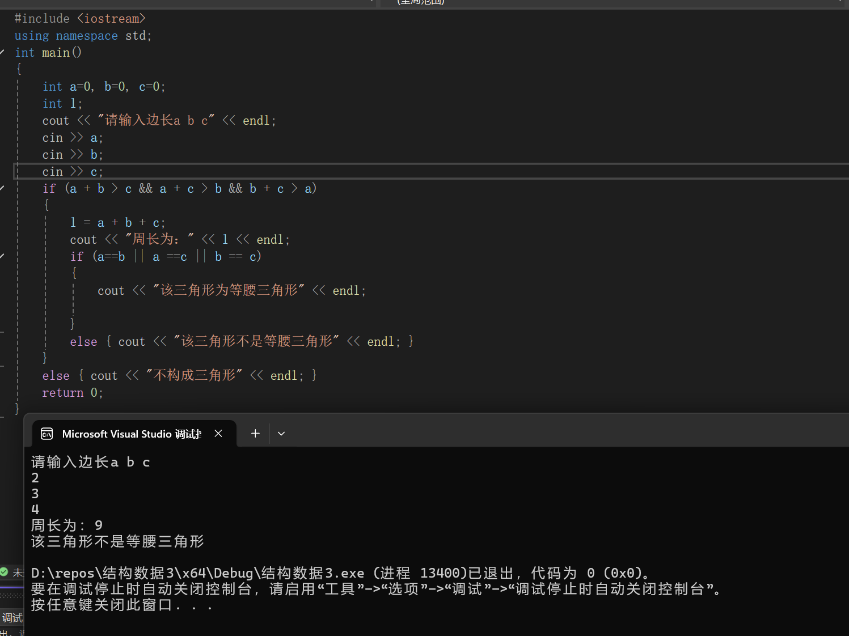 (全局范围)
#include <iostream>
using namespace std;
int main()
{
int a=0, b=0, c=0;
int l;
cout << "请输入边长a b c" << endl;
cin >> a;
cin >> b;
cin >> c;
if (a + b > c && a + c > b && b + c > a)
{
l = a + b + c;
cout << "周长为：" << l << endl;
if (a==b || a ==c || b == c)
{
cout << "该三角形为等腰三角形" << endl;
}
else { cout << "该三角形不是等腰三角形" << endl; }
}
else { cout << "不构成三角形" << endl; }
return 0;
}
Microsoft Visual Studio 调试
请输入边长a b c
2
3
4
周长为：9
该三角形不是等腰三角形
D:\repos\结构数据3\x64\Debug\结构数据3.exe (进程 13400)已退出，代码为 0 (0x0)。
要在调试停止时自动关闭控制台，请启用“工具”->“选项”->“调试”->“调试停止时自动关闭控制台”。
按任意键关闭此窗口. . .
未
调试